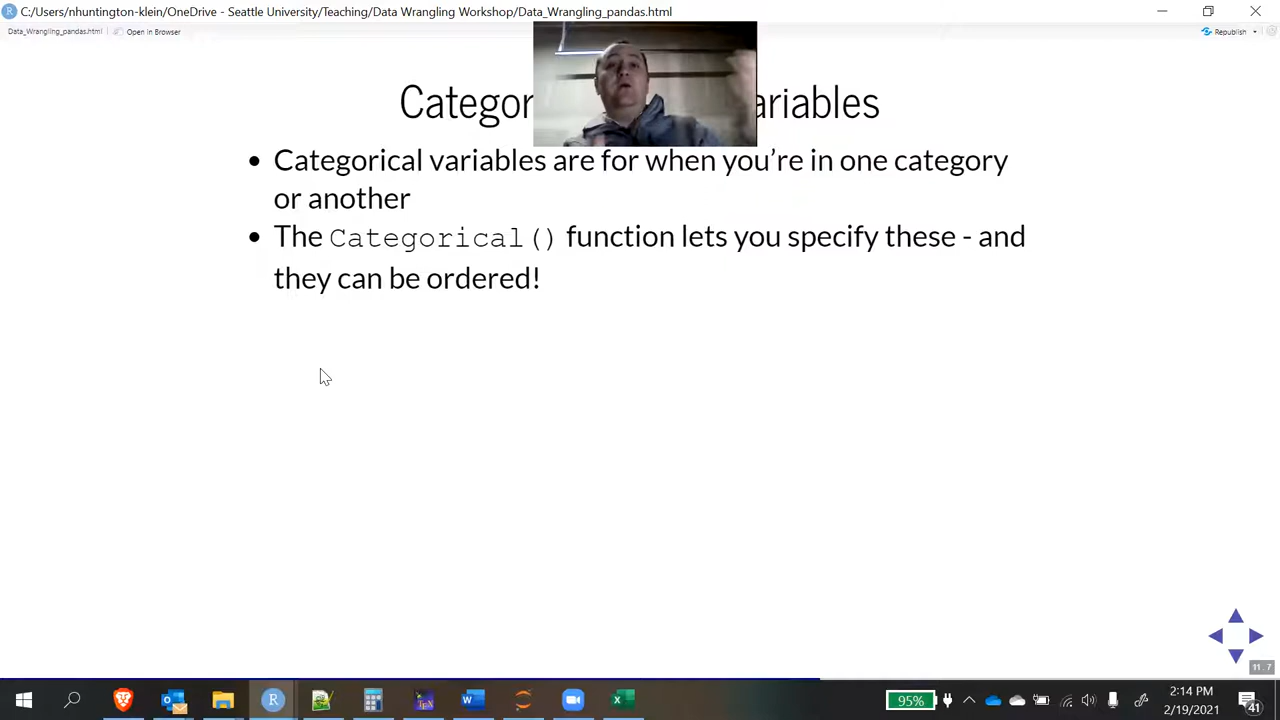 C:/Users/nhuntington-klein/OneDrive - Seattle University/Teaching/Data Wrangling Workshop/Data_Wrangling_pandas.html
Data_Wrangling_pandas.html Open in Browser Republish
Categor ariables
• Categorical variables are for when you're in one category
or another
• The Categorical() function lets you specify these - and
they can be ordered!
11.7
95%
2:14 PM
2/19/2021
41